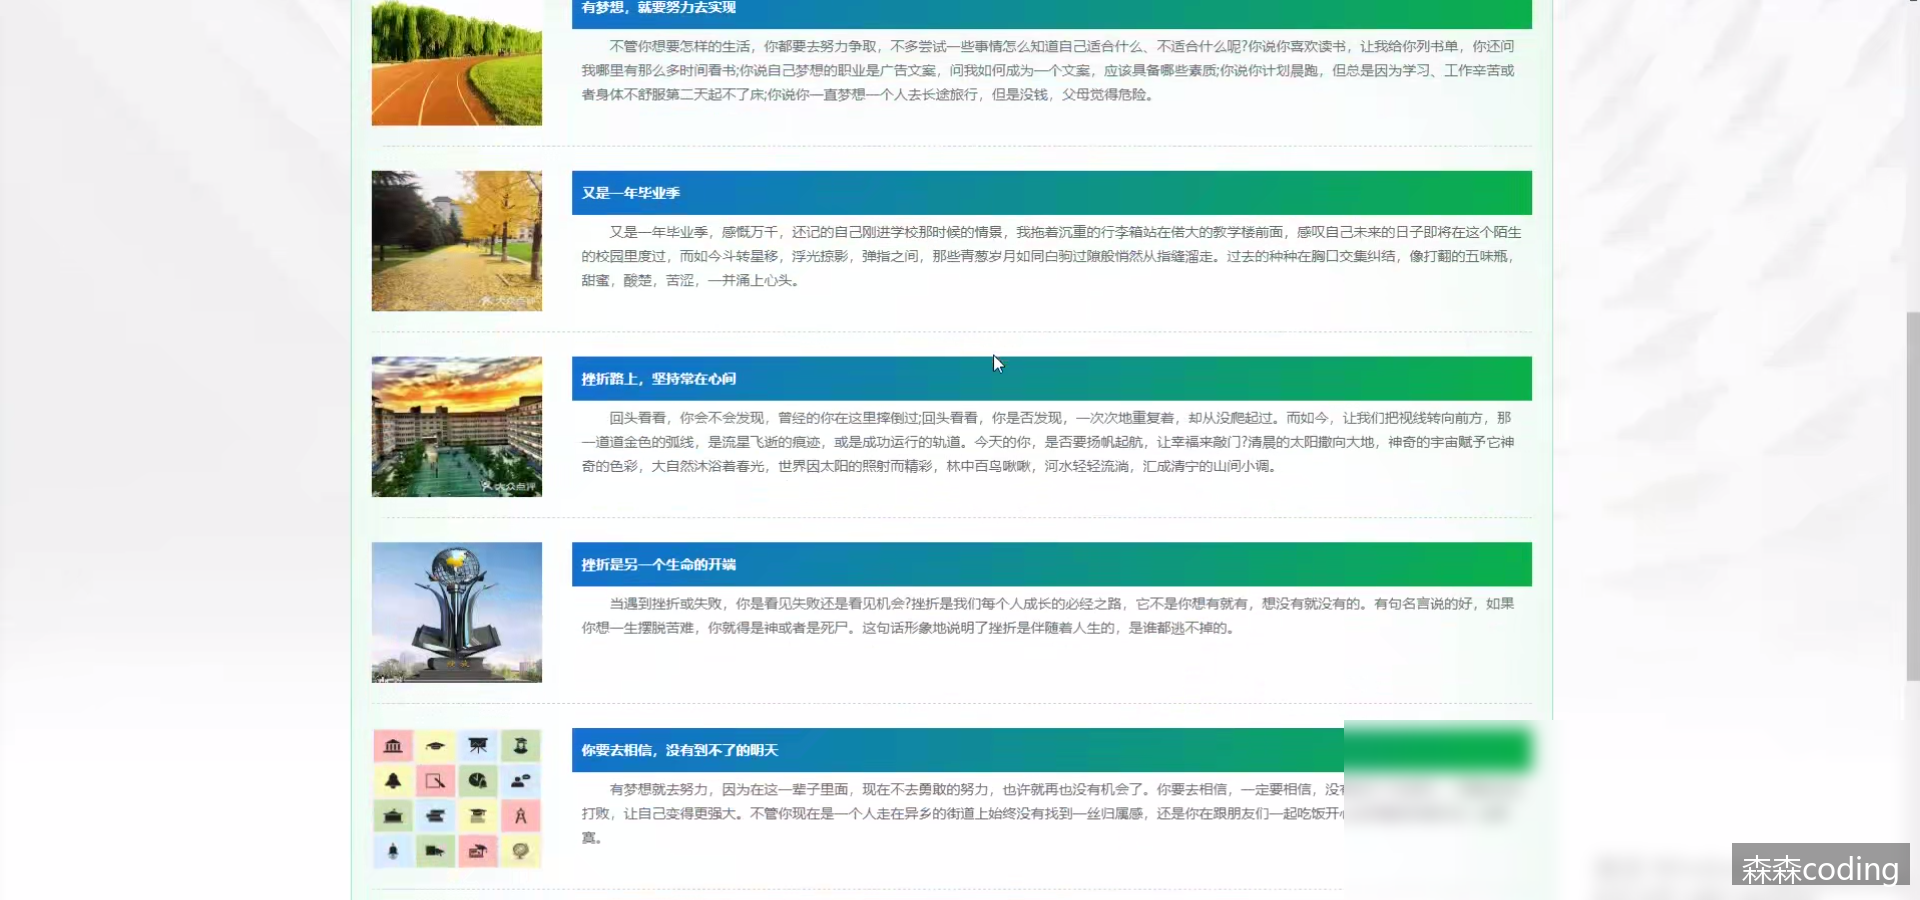 有梦想，就要努力去实现
不管你想要怎样的生活，你都要去努力争取，不多尝试一些事情怎么知道自己适合什么、不适合什么呢?你说你喜欢读书，让我给你列书单，你还问
我哪里有那么多时间看书;你说自己梦想的职业是广告文案，问我如何成为一个文案，应该具备哪些素质;你说你计划晨跑，但总是因为学习、工作辛苦或
者身体不舒服第二天起不了床;你说你一直梦想一个人去长途旅行，但是没钱，父母觉得危险。
又是一年毕业季
又是一年毕业季，感慨万千，还记的自己刚进学校那时候的情景，我拖着沉重的行李箱站在偌大的教学楼前面，感叹自己未来的日子即将在这个陌生
的校园里度过，而如今斗转星移，浮光掠影，弹指之间，那些青葱岁月如同白驹过隙般悄然从指缝溜走。过去的种种在胸口交集纠结，像打翻的五味瓶，
甜蜜，酸楚，苦涩，一并涌上心头。
大众点评
挫折路上，坚持常在心间
回头看看，你会不会发现，曾经的你在这里摔倒过;回头看看，你是否发现，一次次地重复着，却从没爬起过。而如今，让我们把视线转向前方，那
一道道金色的弧线，是流星飞逝的痕迹，或是成功运行的轨道。今天的你，是否要扬帆起航，让幸福来敲门?清晨的太阳撒向大地，神奇的宇宙赋予它神
奇的色彩，大自然沐浴着春光，世界因太阳的照射而精彩，林中百鸟啾啾，河水轻轻流淌，汇成清宁的山间小调。
大众点评
挫折是另一个生命的开端
当遇到挫折或失败，你是看见失败还是看见机会?挫折是我们每个人成长的必经之路，它不是你想有就有，想没有就没有的。有句名言说的好，如果
你想一生摆脱苦难，你就得是神或者是死尸。这句话形象地说明了挫折是伴随着人生的，是谁都逃不掉的。
你要去相信，没有到不了的明天
有梦想就去努力，因为在这一辈子里面，现在不去勇敢的努力，也许就再也没有机会了。你要去相信，一定要相信，没
打败，让自己变得更强大。不管你现在是一个人走在异乡的街道上始终没有找到一丝归属感，还是你在跟朋友们一起吃饭开
寞。
森森coding